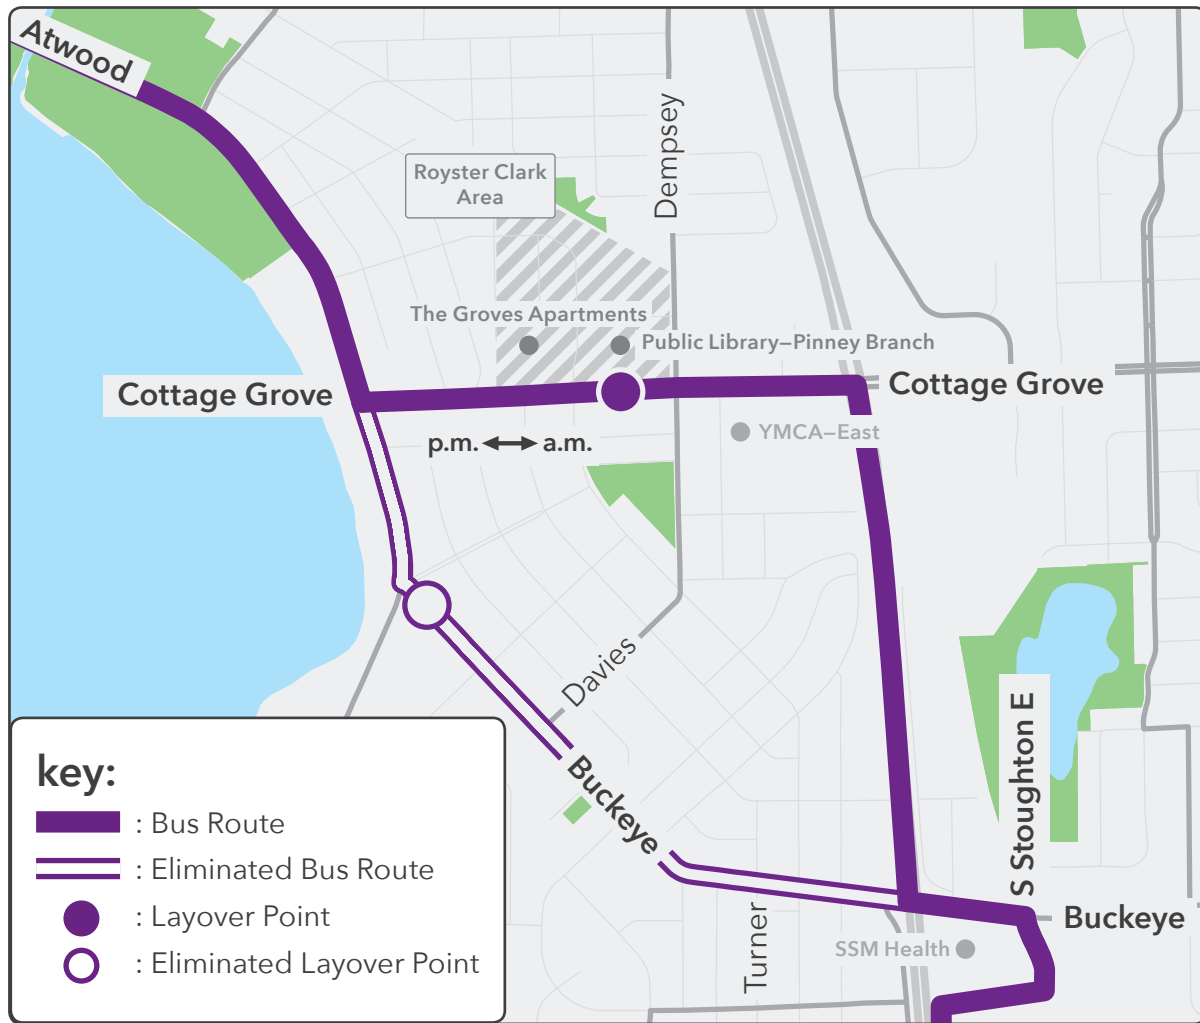 Atwood
Dempsey
Royster Clark
Area
The Groves Apartments
Public Library–Pinney Branch
Cottage Grove
Cottage Grove
YMCA–East
p.m.
a.m.
Davies
Buckeye
S Stoughton E
Turner
Buckeye
SSM Health
key:
: Bus Route
: Eliminated Bus Route
: Layover Point
: Eliminated Layover Point